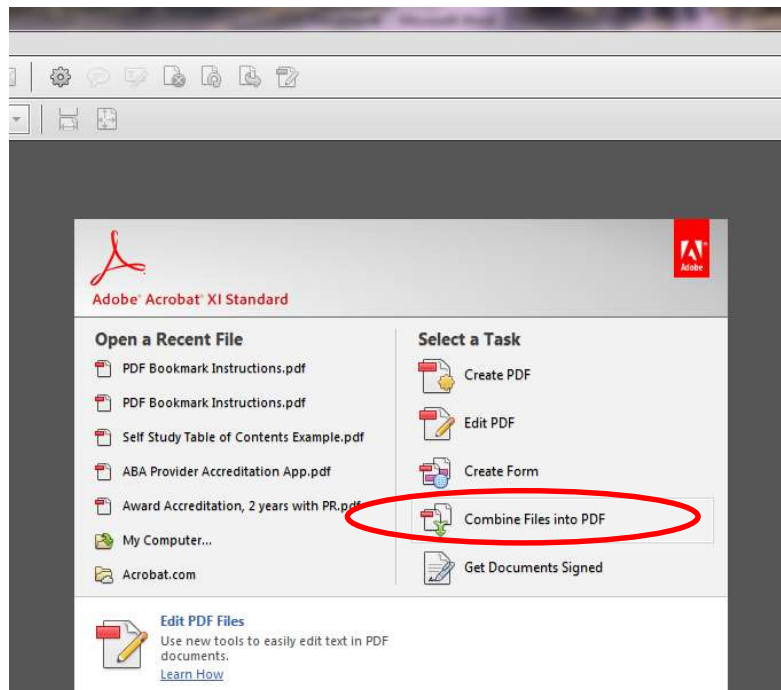 Adobe
Adobe® Acrobat® XI Standard
Open a Recent File
PDF Bookmark Instructions.pdf
PDF Bookmark Instructions.pdf
Self Study Table of Contents Example.pdf
ABA Provider Accreditation App.pdf
Award Accreditation, 2 years with PR.pdf
My Computer...
Acrobat.com
Select a Task
Create PDF
Edit PDF
Create Form
Combine Files into PDF
Get Documents Signed
Edit PDF Files
Use new tools to easily edit text in PDF
documents.
Learn How